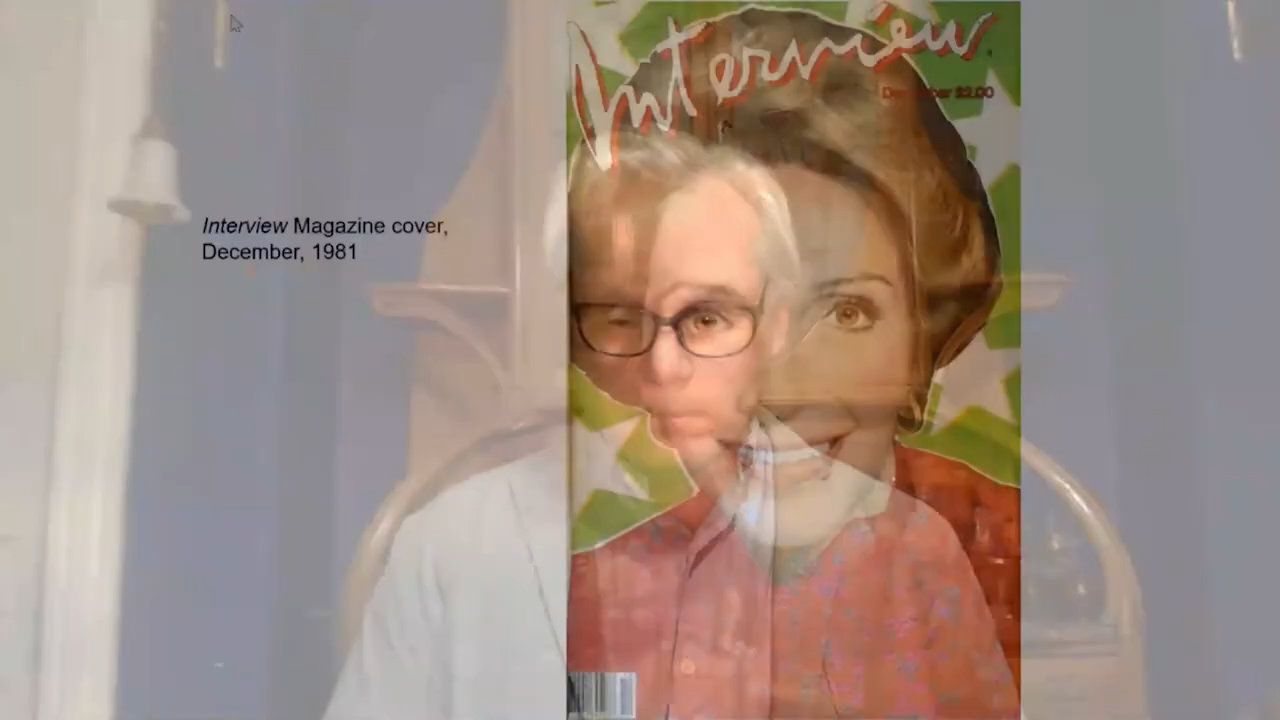 Interview
December $2.00
Interview Magazine cover,
December, 1981